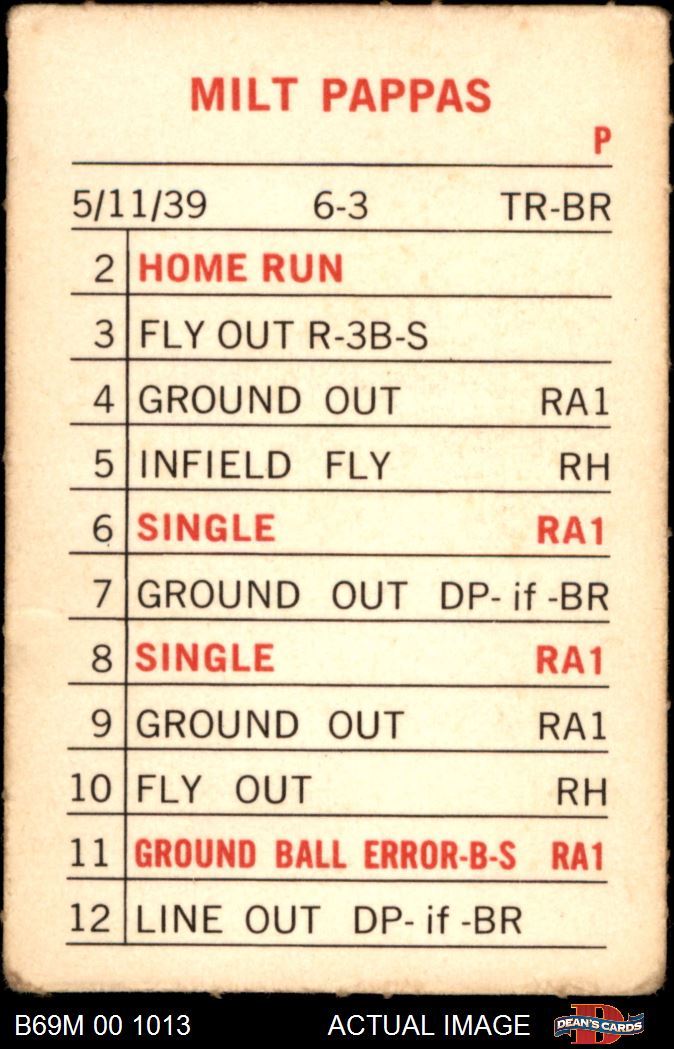 MILT PAPPAS
P
5/11/39 6-3 TR-BR
2 HOME RUN
3 FLY OUT R-3B-S
4 GROUND OUT RA1
5 INFIELD FLY RH
6 SINGLE RA1
7 GROUND OUT DP- if -BR
8 SINGLE RA1
9 GROUND OUT RA1
10 FLY OUT RH
11 GROUND BALL ERROR-B-S RA1
12 LINE OUT DP- if -BR
B69M 00 1013 ACTUAL IMAGE D DEAN'S CARDS